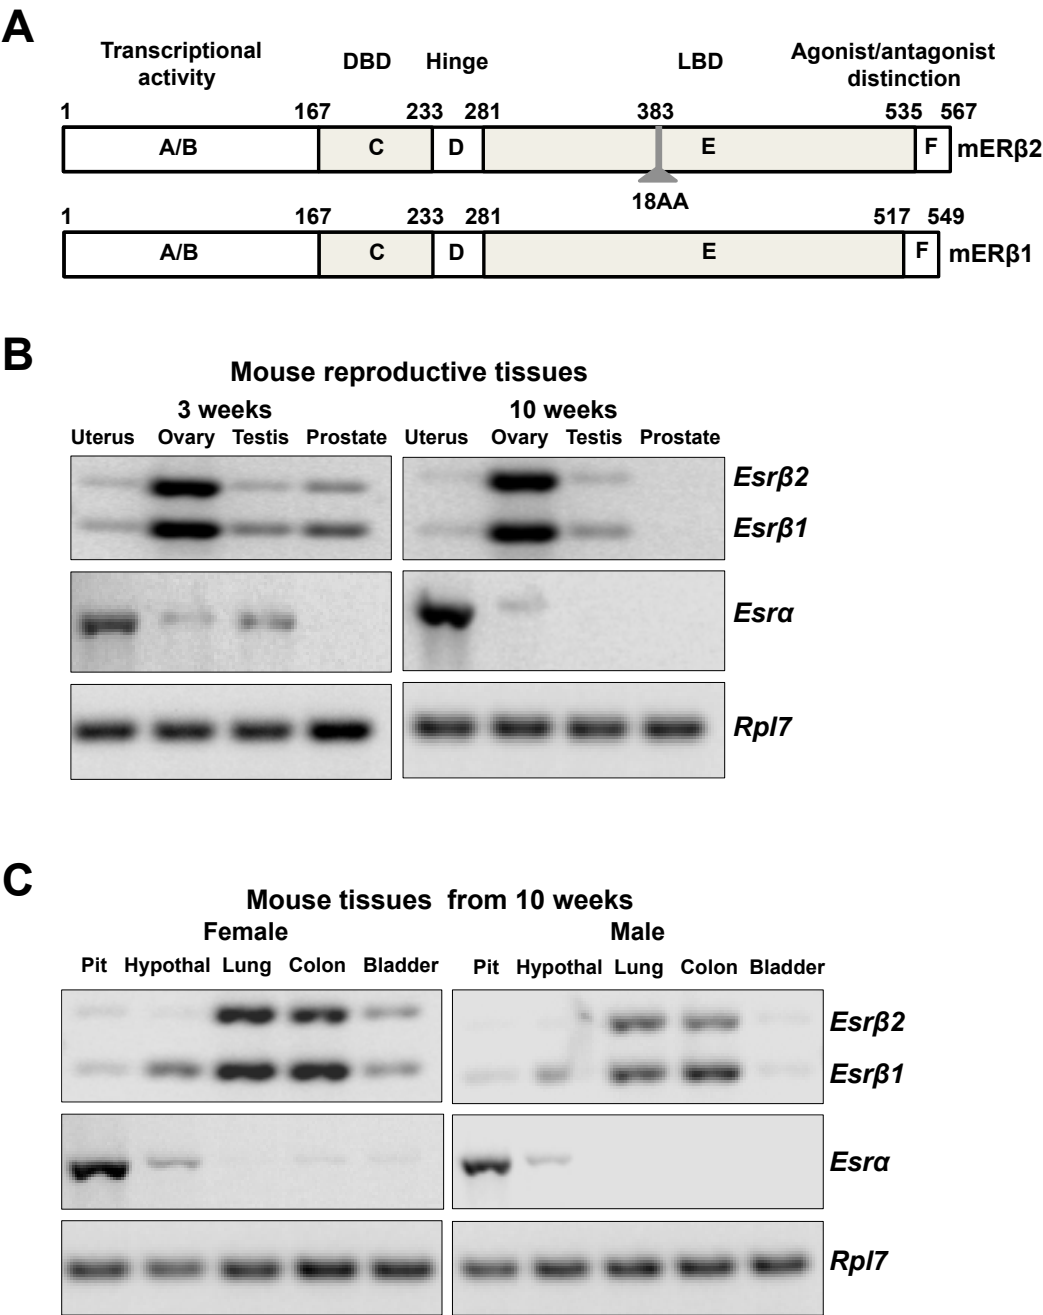 A
Transcriptional activity DBD Hinge LBD Agonist/antagonist distinction
1 167 233 281 383 535 567
A/B C D E F mERβ2
18AA
1 167 233 281 517 549
A/B C D E F mERβ1
B
Mouse reproductive tissues
3 weeks 10 weeks
Uterus Ovary Testis Prostate Uterus Ovary Testis Prostate
Esrβ2
Esrβ1
Esrα
Rpl7
C
Mouse tissues from 10 weeks
Female Male
Pit Hypothal Lung Colon Bladder Pit Hypothal Lung Colon Bladder
Esrβ2
Esrβ1
Esrα
Rpl7